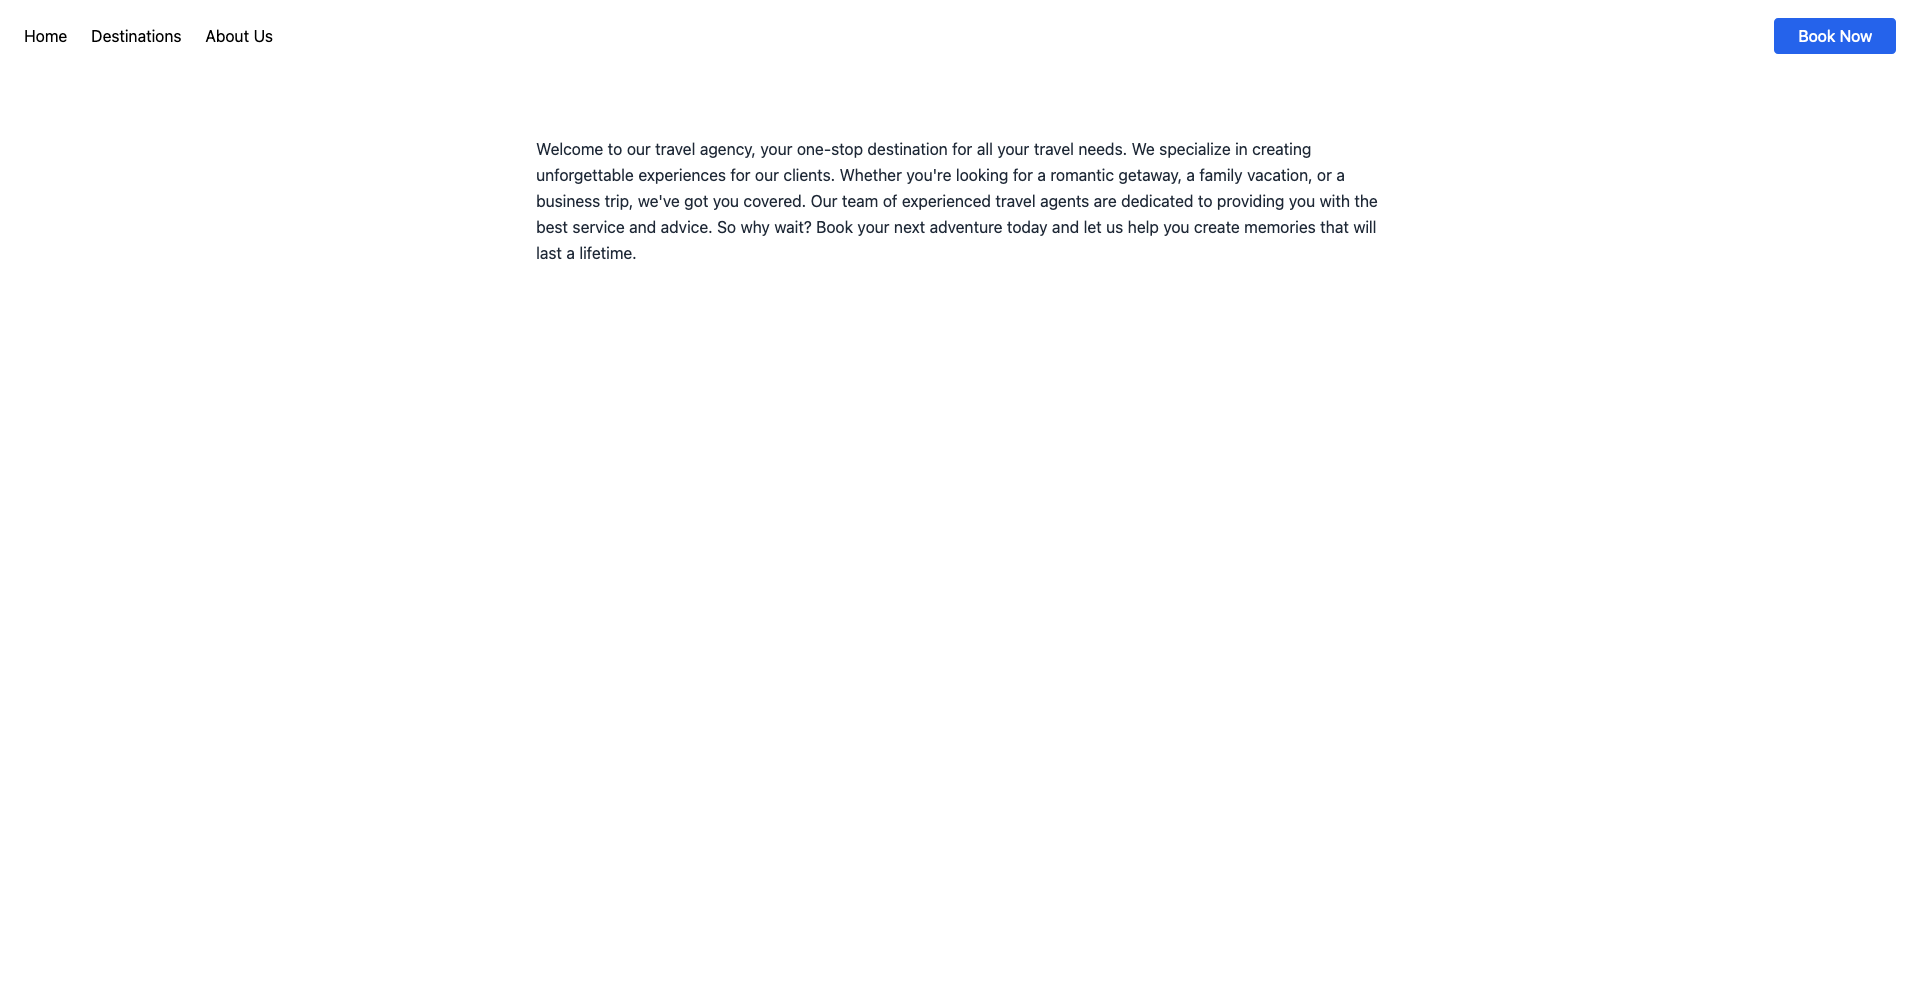 Home
Destinations
About Us
Book Now
Welcome to our travel agency, your one-stop destination for all your travel needs. We specialize in creating
unforgettable experiences for our clients. Whether you're looking for a romantic getaway, a family vacation, or a
business trip, we've got you covered. Our team of experienced travel agents are dedicated to providing you with the
best service and advice. So why wait? Book your next adventure today and let us help you create memories that will
last a lifetime.